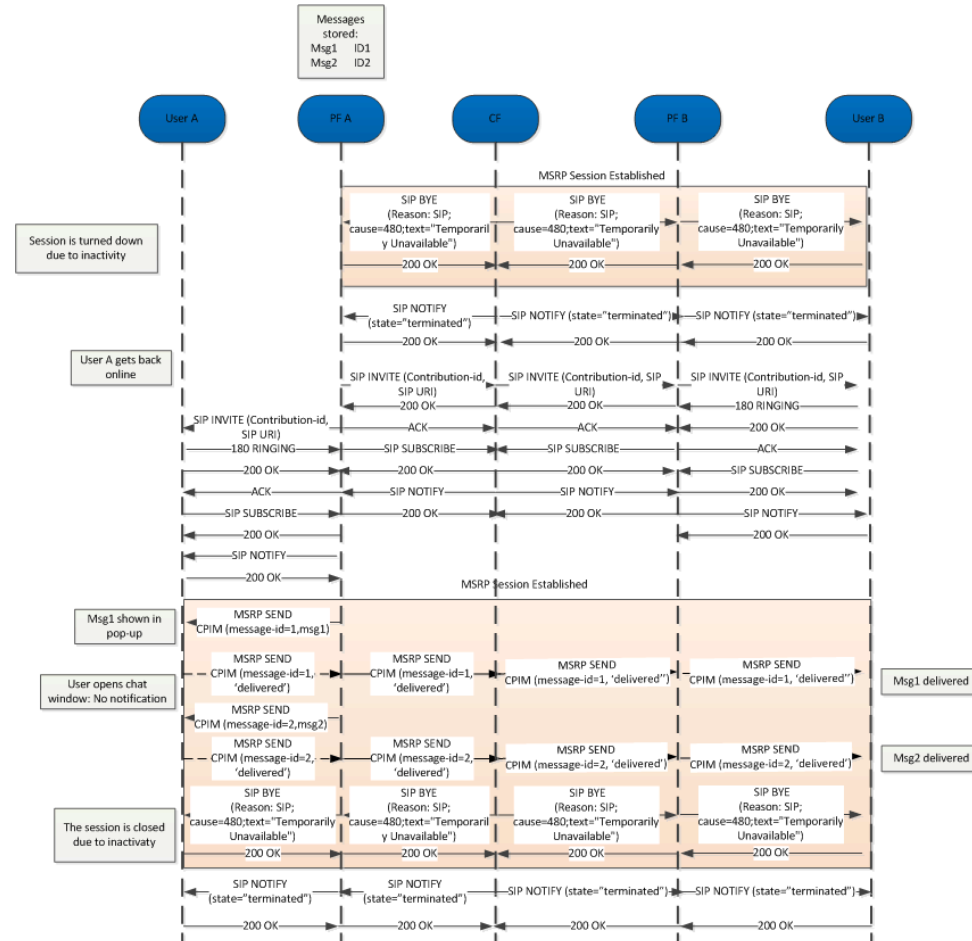 Messages
stored:
Msg1 ID1
Msg2 ID2
User A
PF A
CF
PF B
User B
MSRP Session Established
SIP BYE
(Reason: SIP;
cause=480;text="Temporaril
y Unavailable")
SIP BYE
(Reason: SIP;
cause=480;text="Temporarily
Unavailable")
SIP BYE
(Reason: SIP;
cause=480;text="Temporarily
Unavailable")
Session is turned down
due to inactivity
200 OK
200 OK
200 OK
SIP NOTIFY
(state="terminated")
SIP NOTIFY (state="terminated")
SIP NOTIFY (state="terminated")
200 OK
200 OK
200 OK
User A gets back
online
SIP INVITE (Contribution-id,
SIP URI)
SIP INVITE (Contribution-id, SIP
URI)
SIP INVITE (Contribution-id, SIP
URI)
200 OK
200 OK
180 RINGING
SIP INVITE (Contribution-id,
SIP URI)
ACK
ACK
200 OK
180 RINGING
SIP SUBSCRIBE
SIP SUBSCRIBE
ACK
200 OK
200 OK
200 OK
SIP SUBSCRIBE
ACK
SIP NOTIFY
SIP NOTIFY
200 OK
SIP SUBSCRIBE
200 OK
200 OK
SIP NOTIFY
200 OK
200 OK
SIP NOTIFY
200 OK
MSRP Session Established
Msg1 shown in
pop-up
MSRP SEND
CPIM (message-id=1,msg1)
User opens chat
window: No notification
MSRP SEND
CPIM (message-id=1,
‘delivered’)
MSRP SEND
CPIM (message-id=1,
‘delivered’)
MSRP SEND
CPIM (message-id=1, ‘delivered’’)
MSRP SEND
CPIM (message-id=1, ‘delivered’’)
Msg1 delivered
MSRP SEND
CPIM (message-id=2,msg2)
MSRP SEND
CPIM (message-id=2,
‘delivered’)
MSRP SEND
CPIM (message-id=2,
‘delivered’)
MSRP SEND
CPIM (message-id=2, ‘delivered’)
MSRP SEND
CPIM (message-id=2, ‘delivered’)
Msg2 delivered
The session is closed
due to inactivaty
SIP BYE
(Reason: SIP;
cause=480;text="Temporarily
Unavailable")
SIP BYE
(Reason: SIP;
cause=480;text="Temporaril
y Unavailable")
SIP BYE
(Reason: SIP;
cause=480;text="Temporarily
Unavailable")
SIP BYE
(Reason: SIP;
cause=480;text="Temporarily
Unavailable")
200 OK
200 OK
200 OK
200 OK
SIP NOTIFY
(state="terminated")
SIP NOTIFY
(state="terminated")
SIP NOTIFY (state="terminated")
SIP NOTIFY (state="terminated")
200 OK
200 OK
200 OK
200 OK